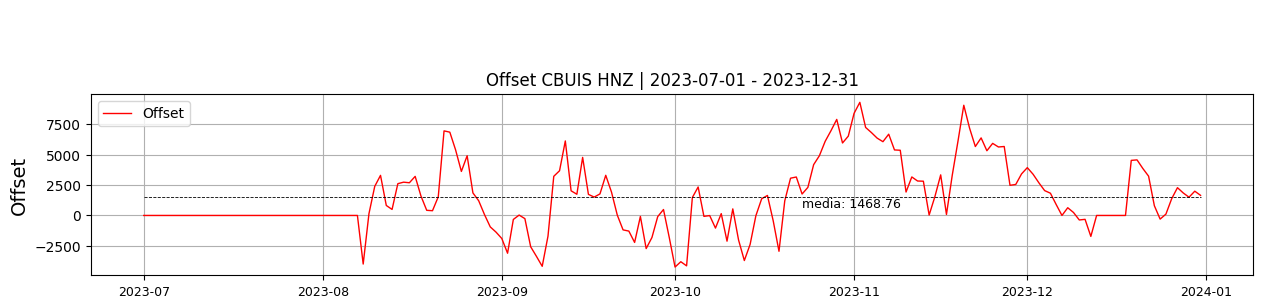 Offset CBUIS HNZ | 2023-07-01 - 2023-12-31
Offset
Offset
7500
5000
2500
0
−2500
media: 1468.76
2023-07 2023-08 2023-09 2023-10 2023-11 2023-12 2024-01